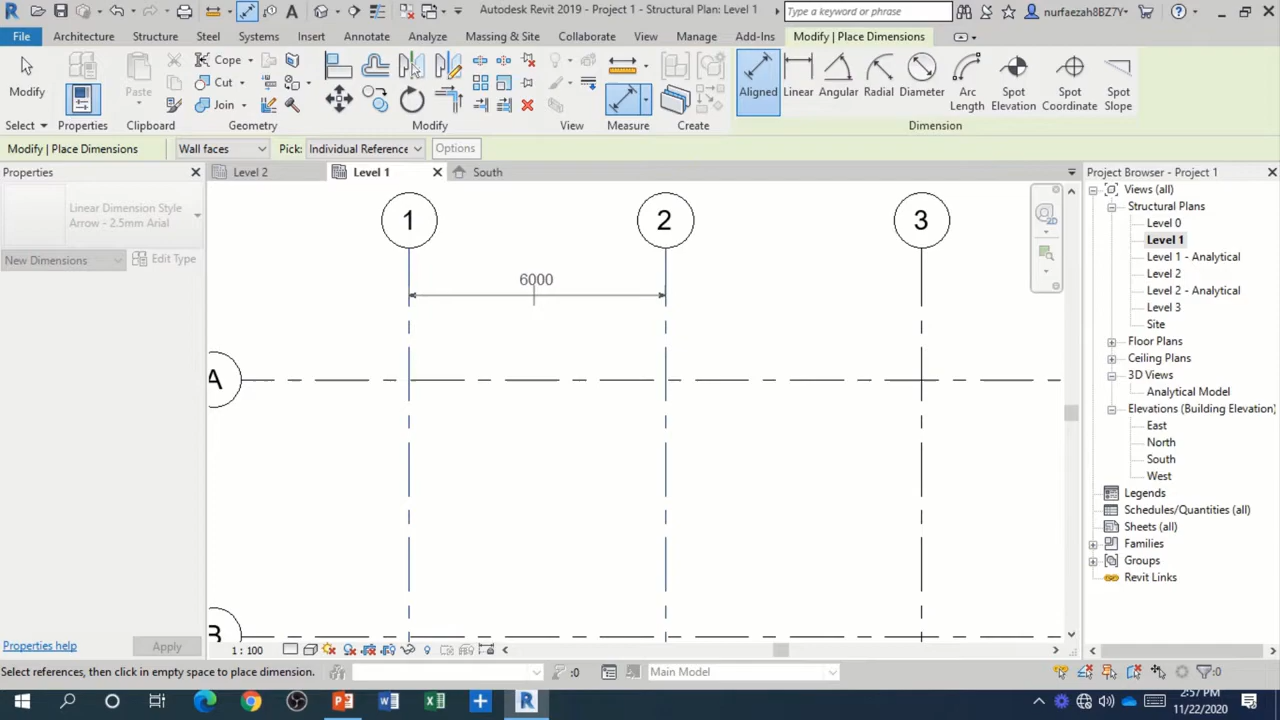 Autodesk Revit 2019 - Project 1 - Structural Plan: Level 1
Type a keyword or phrase
nurfaezah8BZ7Y
File
Architecture
Structure
Steel
Systems
Insert
Annotate
Analyze
Massing & Site
Collaborate
View
Manage
Add-Ins
Modify | Place Dimensions
Modify
Paste
Cope
Cut
Join
Aligned
Linear
Angular
Radial
Diameter
Arc Length
Spot Elevation
Spot Coordinate
Spot Slope
Select
Properties
Clipboard
Geometry
Modify
View
Measure
Create
Dimension
Modify | Place Dimensions
Wall faces
Pick:
Individual Reference
Options
Properties
Linear Dimension Style
Arrow - 2.5mm Arial
New Dimensions
Edit Type
Properties help
Apply
Level 2
Level 1
South
1
2
3
6000
A
B
1 : 100
Project Browser - Project 1
Views (all)
Structural Plans
Level 0
Level 1
Level 1 - Analytical
Level 2
Level 2 - Analytical
Level 3
Site
Floor Plans
Ceiling Plans
3D Views
Analytical Model
Elevations (Building Elevation)
East
North
South
West
Legends
Schedules/Quantities (all)
Sheets (all)
Families
Groups
Revit Links
Select references, then click in empty space to place dimension.
:0
Main Model
:0
2:57 PM
11/22/2020